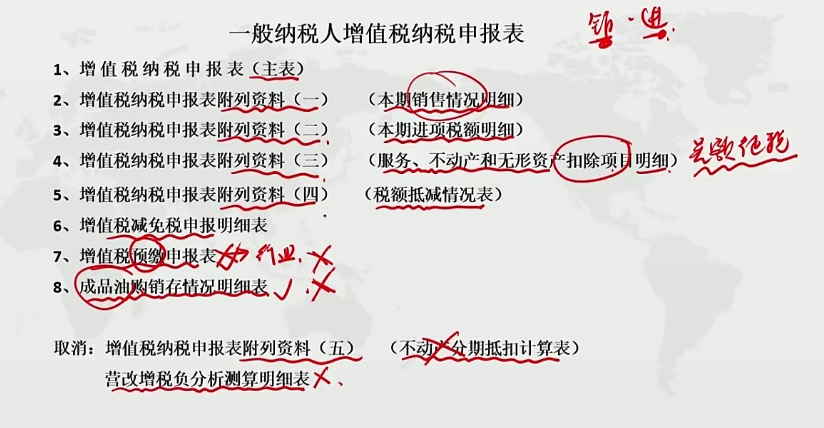 一般纳税人增值税纳税申报表
销·进
1、增值税纳税申报表（主表）
2、增值税纳税申报表附列资料（一） （本期销售情况明细）
3、增值税纳税申报表附列资料（二） （本期进项税额明细）
4、增值税纳税申报表附列资料（三） （服务、不动产和无形资产扣除项目明细） 差额征税
5、增值税纳税申报表附列资料（四） （税额抵减情况表）
6、增值税减免税申报明细表
7、增值税预缴申报表 行业
8、成品油购销存情况明细表
取消：增值税纳税申报表附列资料（五） （不动产分期抵扣计算表）
营改增税负分析测算明细表